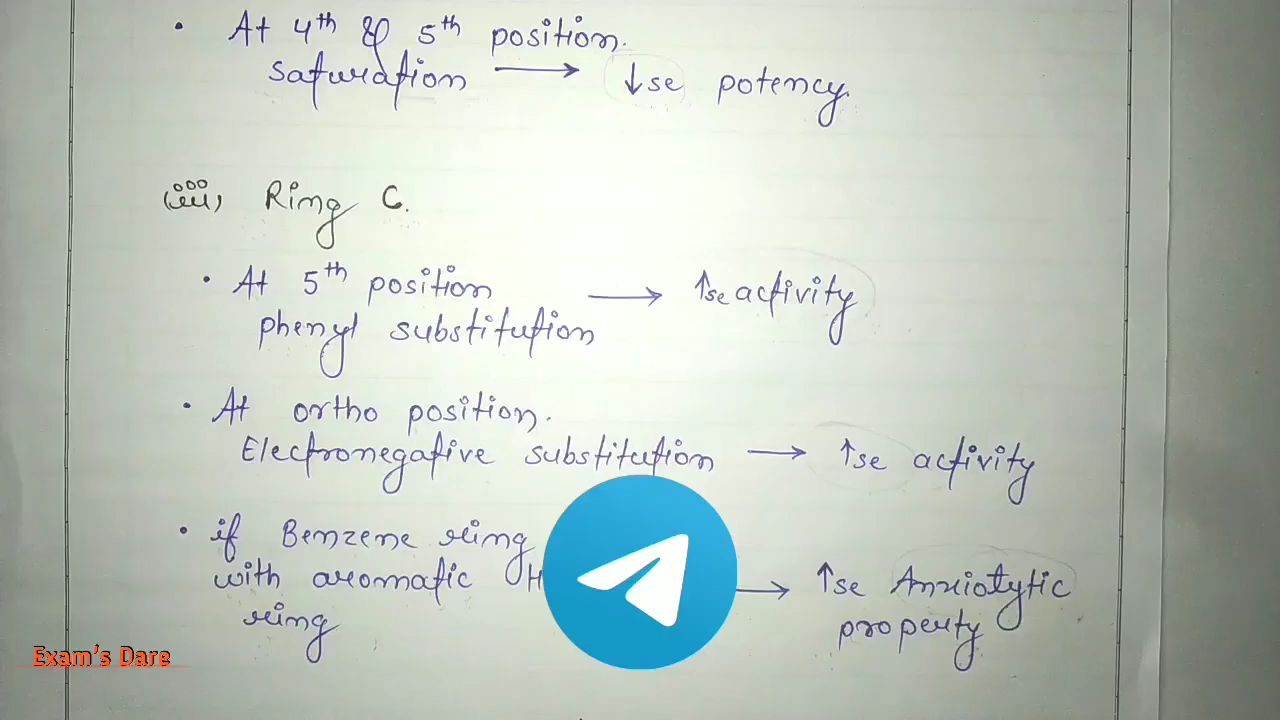 • At 4th & 5th position.
saturation → ↓se potency.
(iii) Ring C.
• At 5th position → ↑se activity
phenyl substitution
• At ortho position.
Electronegative substitution → ↑se activity
• if Benzene ring
with aromatic H → ↑se Anxiolytic
ring property
Exam's Dare